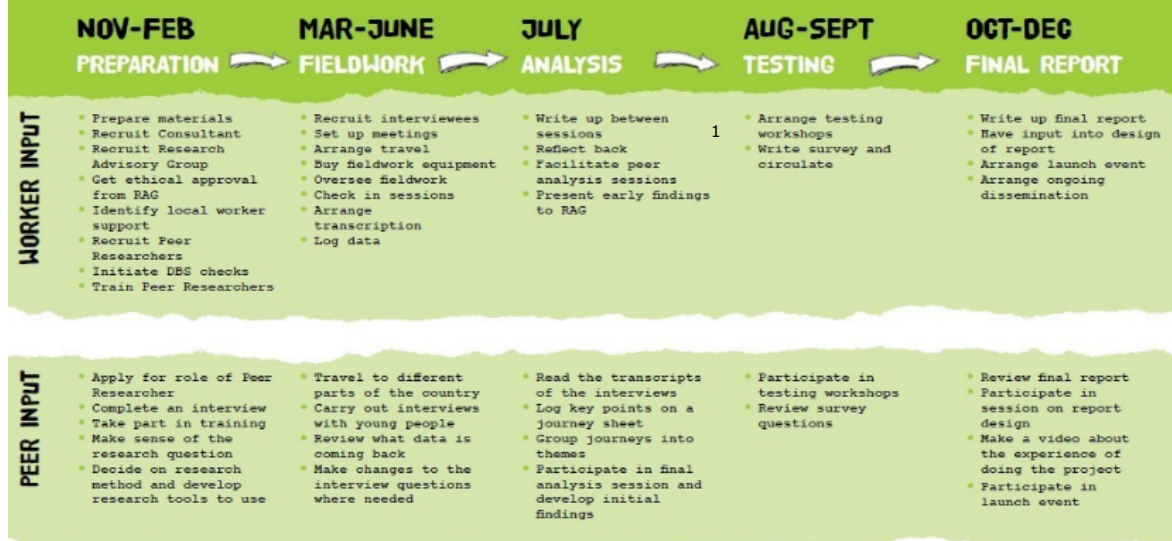 NOV-FEB
PREPARATION
MAR-JUNE
FIELDWORK
JULY
ANALYSIS
AUG-SEPT
TESTING
OCT-DEC
FINAL REPORT
WORKER INPUT
• Prepare materials
• Recruit Consultant
• Recruit Research
Advisory Group
• Get ethical approval
from RAG
• Identify local worker
support
• Recruit Peer
Researchers
• Initiate DBS checks
• Train Peer Researchers
• Recruit interviewees
• Set up meetings
• Arrange travel
• Buy fieldwork equipment
• Oversee fieldwork
• Check in sessions
• Arrange
transcription
• Log data
• Write up between
sessions
• Reflect back
• Facilitate peer
analysis sessions
• Present early findings
to RAG
1
• Arrange testing
workshops
• Write survey and
circulate
• Write up final report
• Have input into design
of report
• Arrange launch event
• Arrange ongoing
dissemination
PEER INPUT
• Apply for role of Peer
Researcher
• Complete an interview
• Take part in training
• Make sense of the
research question
• Decide on research
method and develop
research tools to use
• Travel to different
parts of the country
• Carry out interviews
with young people
• Review what data is
coming back
• Make changes to the
interview questions
where needed
• Read the transcripts
of the interviews
• Log key points on a
journey sheet
• Group journeys into
themes
• Participate in final
analysis session and
develop initial
findings
• Participate in
testing workshops
• Review survey
questions
• Review final report
• Participate in
session on report
design
• Make a video about
the experience of
doing the project
• Participate in
launch event